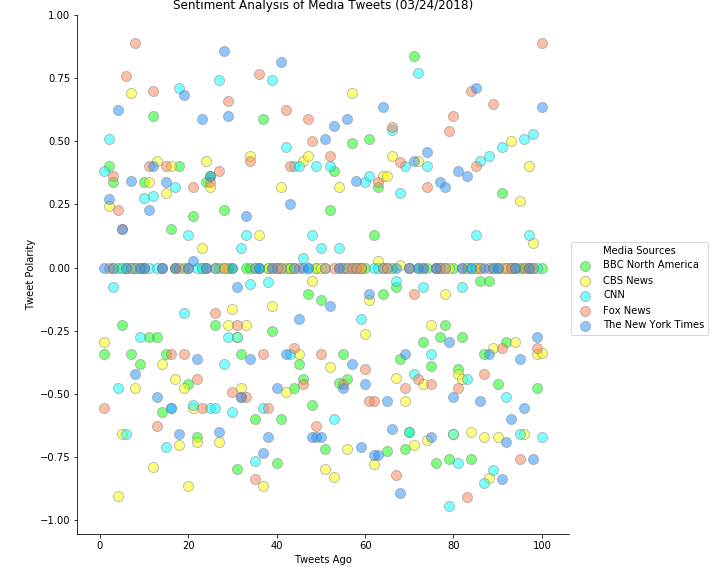 Sentiment Analysis of Media Tweets (03/24/2018)
1.00
0.75
0.50
0.25
0.00
−0.25
−0.50
−0.75
−1.00
Tweet Polarity
0 20 40 60 80 100
Tweets Ago
Media Sources
BBC North America
CBS News
CNN
Fox News
The New York Times